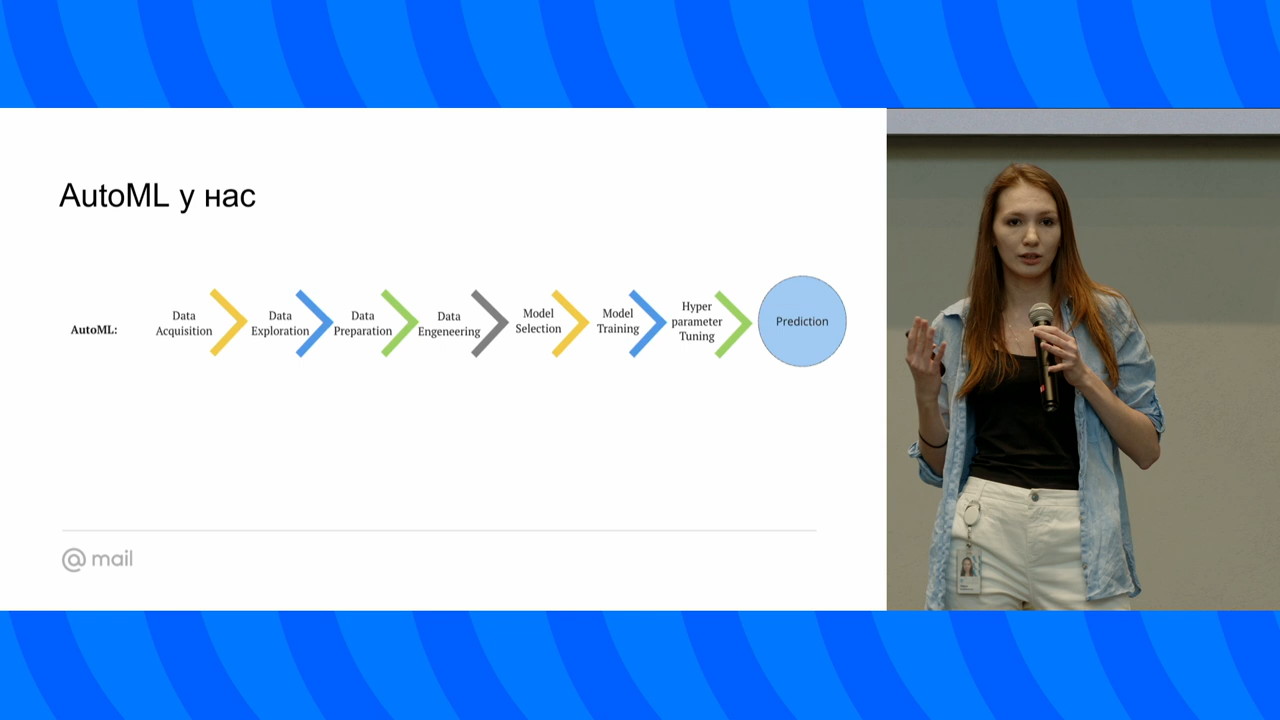 AutoML у нас
AutoML:
Data
Acquisition
Data
Exploration
Data
Preparation
Data
Engeneering
Model
Selection
Model
Training
Hyper
parameter
Tuning
Prediction
@ mail